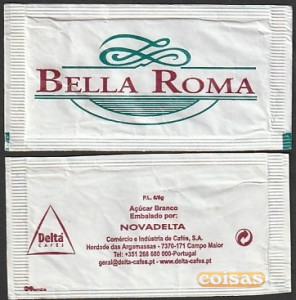 BELLA ROMA
P.L. 6/8g
Açúcar Branco
Embalado por:
NOVADELTA
Comércio e Indústria de Cafés, S.A.
Herdade das Argamassas - 7370-171 Campo Maior
Tel: +351 268 680 000-Portugal
geral@delta-cafes.pt - www.delta-cafes.pt
Delta
CAFÉS
coisas